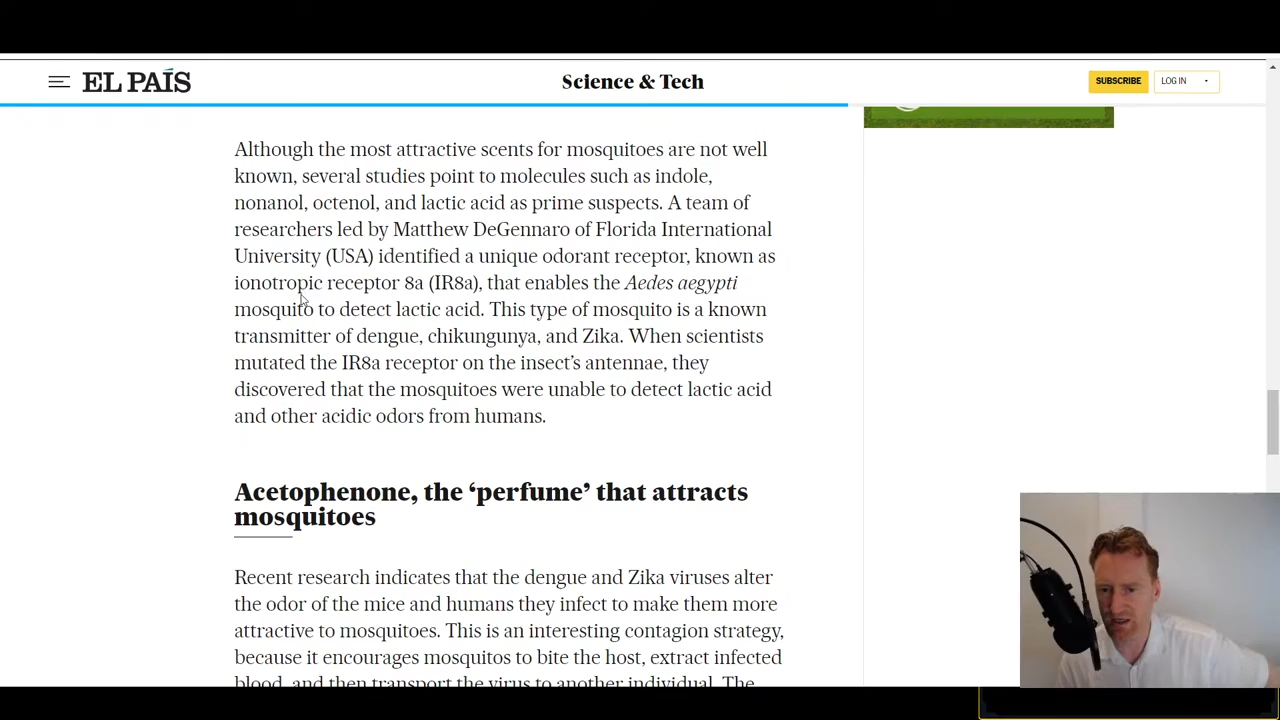 EL PAÍS
Science & Tech
SUBSCRIBE
LOG IN
Although the most attractive scents for mosquitoes are not well
known, several studies point to molecules such as indole,
nonanol, octenol, and lactic acid as prime suspects. A team of
researchers led by Matthew DeGennaro of Florida International
University (USA) identified a unique odorant receptor, known as
ionotropic receptor 8a (IR8a), that enables the Aedes aegypti
mosquito to detect lactic acid. This type of mosquito is a known
transmitter of dengue, chikungunya, and Zika. When scientists
mutated the IR8a receptor on the insect’s antennae, they
discovered that the mosquitoes were unable to detect lactic acid
and other acidic odors from humans.
Acetophenone, the ‘perfume’ that attracts
mosquitoes
Recent research indicates that the dengue and Zika viruses alter
the odor of the mice and humans they infect to make them more
attractive to mosquitoes. This is an interesting contagion strategy,
because it encourages mosquitos to bite the host, extract infected
blood, and then transport the virus to another individual. The